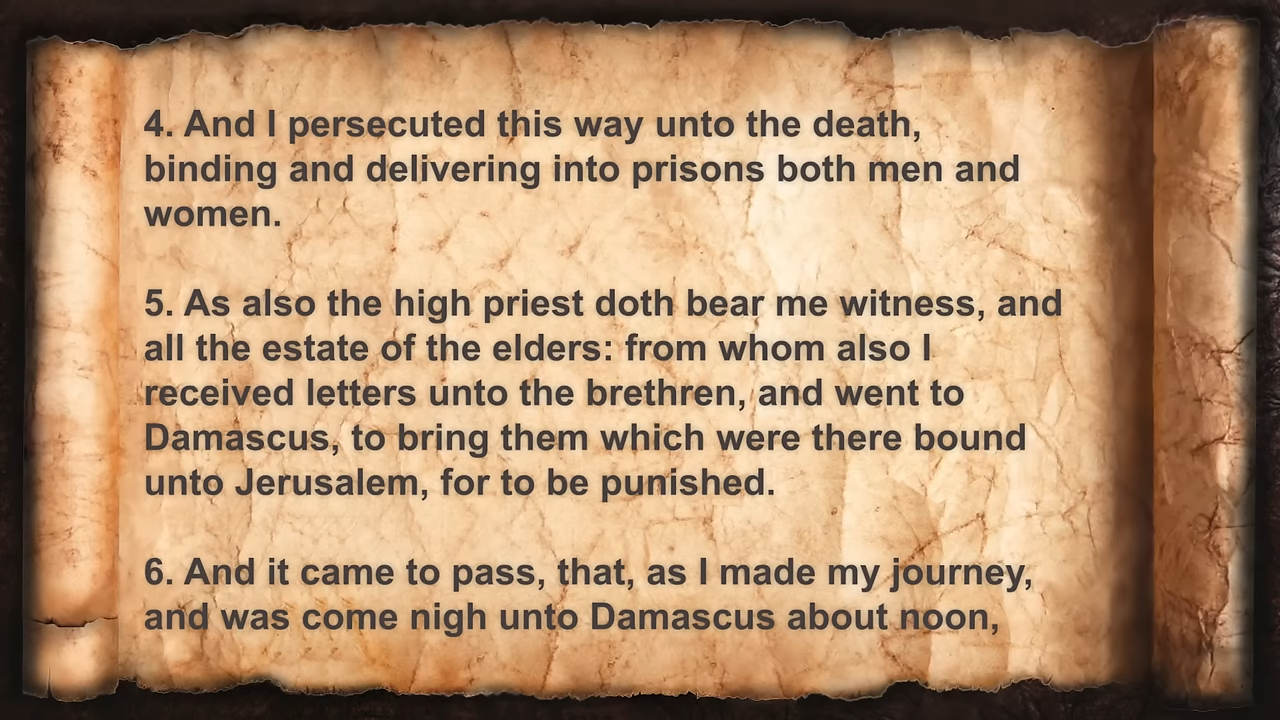 4. And I persecuted this way unto the death,
binding and delivering into prisons both men and
women.
5. As also the high priest doth bear me witness, and
all the estate of the elders: from whom also I
received letters unto the brethren, and went to
Damascus, to bring them which were there bound
unto Jerusalem, for to be punished.
6. And it came to pass, that, as I made my journey,
and was come nigh unto Damascus about noon,